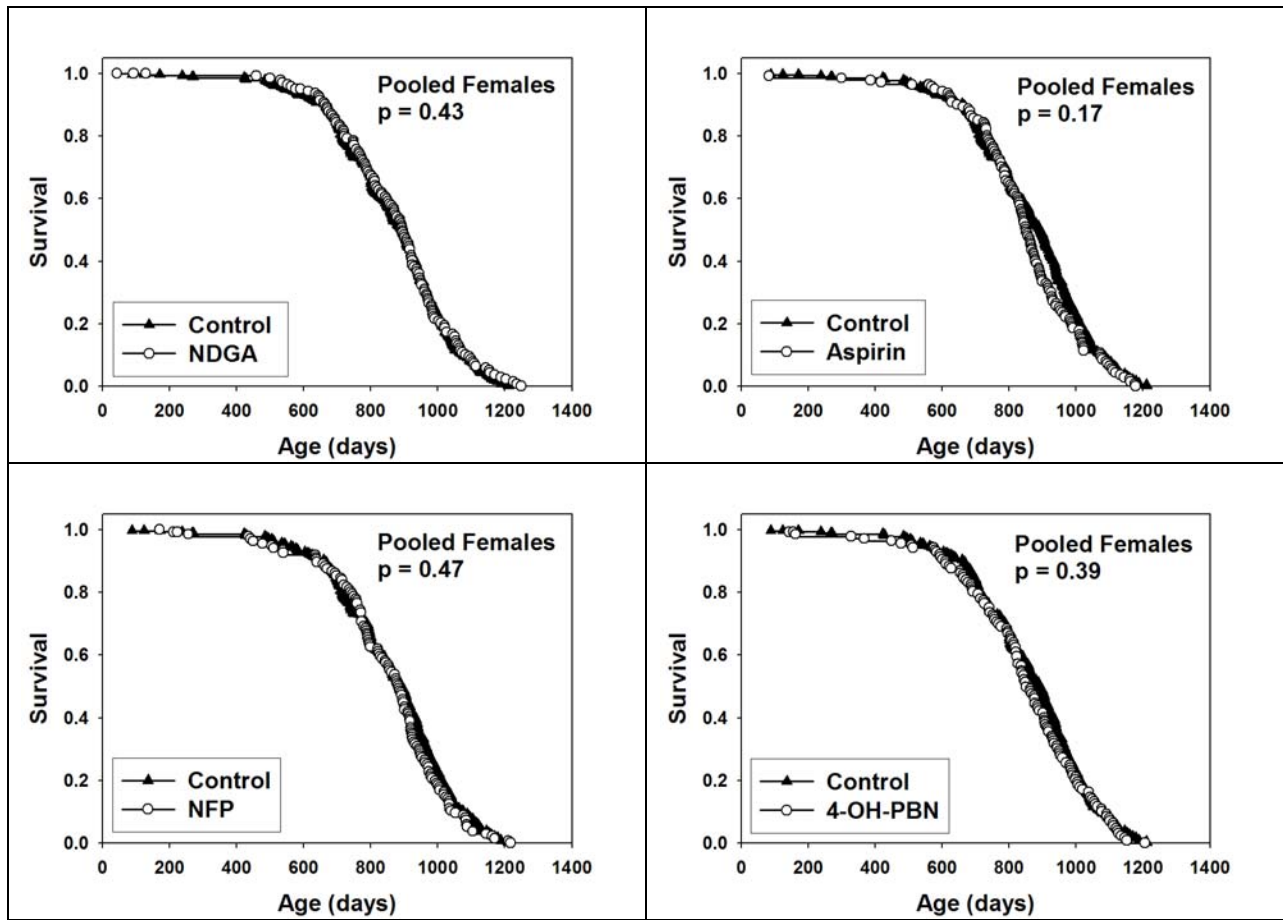 Pooled Females
p = 0.43
Survival
1.0
0.8
0.6
0.4
0.2
0.0
Control
NDGA
0 200 400 600 800 1000 1200 1400
Age (days)
Pooled Females
p = 0.17
Survival
1.0
0.8
0.6
0.4
0.2
0.0
Control
Aspirin
0 200 400 600 800 1000 1200 1400
Age (days)
Pooled Females
p = 0.47
Survival
1.0
0.8
0.6
0.4
0.2
0.0
Control
NFP
0 200 400 600 800 1000 1200 1400
Age (days)
Pooled Females
p = 0.39
Survival
1.0
0.8
0.6
0.4
0.2
0.0
Control
4-OH-PBN
0 200 400 600 800 1000 1200 1400
Age (days)